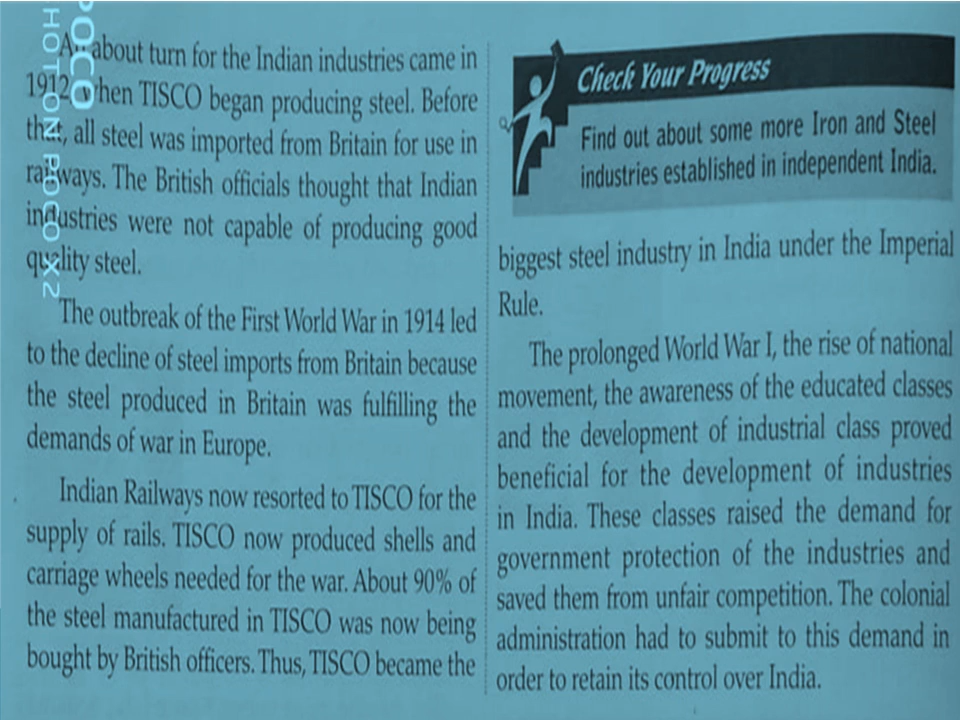 An about turn for the Indian industries came in
1912, when TISCO began producing steel. Before
that, all steel was imported from Britain for use in
railways. The British officials thought that Indian
industries were not capable of producing good
quality steel.
The outbreak of the First World War in 1914 led
to the decline of steel imports from Britain because
the steel produced in Britain was fulfilling the
demands of war in Europe.
Indian Railways now resorted to TISCO for the
supply of rails. TISCO now produced shells and
carriage wheels needed for the war. About 90% of
the steel manufactured in TISCO was now being
bought by British officers. Thus, TISCO became the
Check Your Progress
Find out about some more Iron and Steel
industries established in independent India.
biggest steel industry in India under the Imperial
Rule.
The prolonged World War I, the rise of national
movement, the awareness of the educated classes
and the development of industrial class proved
beneficial for the development of industries
in India. These classes raised the demand for
government protection of the industries and
saved them from unfair competition. The colonial
administration had to submit to this demand in
order to retain its control over India.
POCO
HOT ON POCO X2